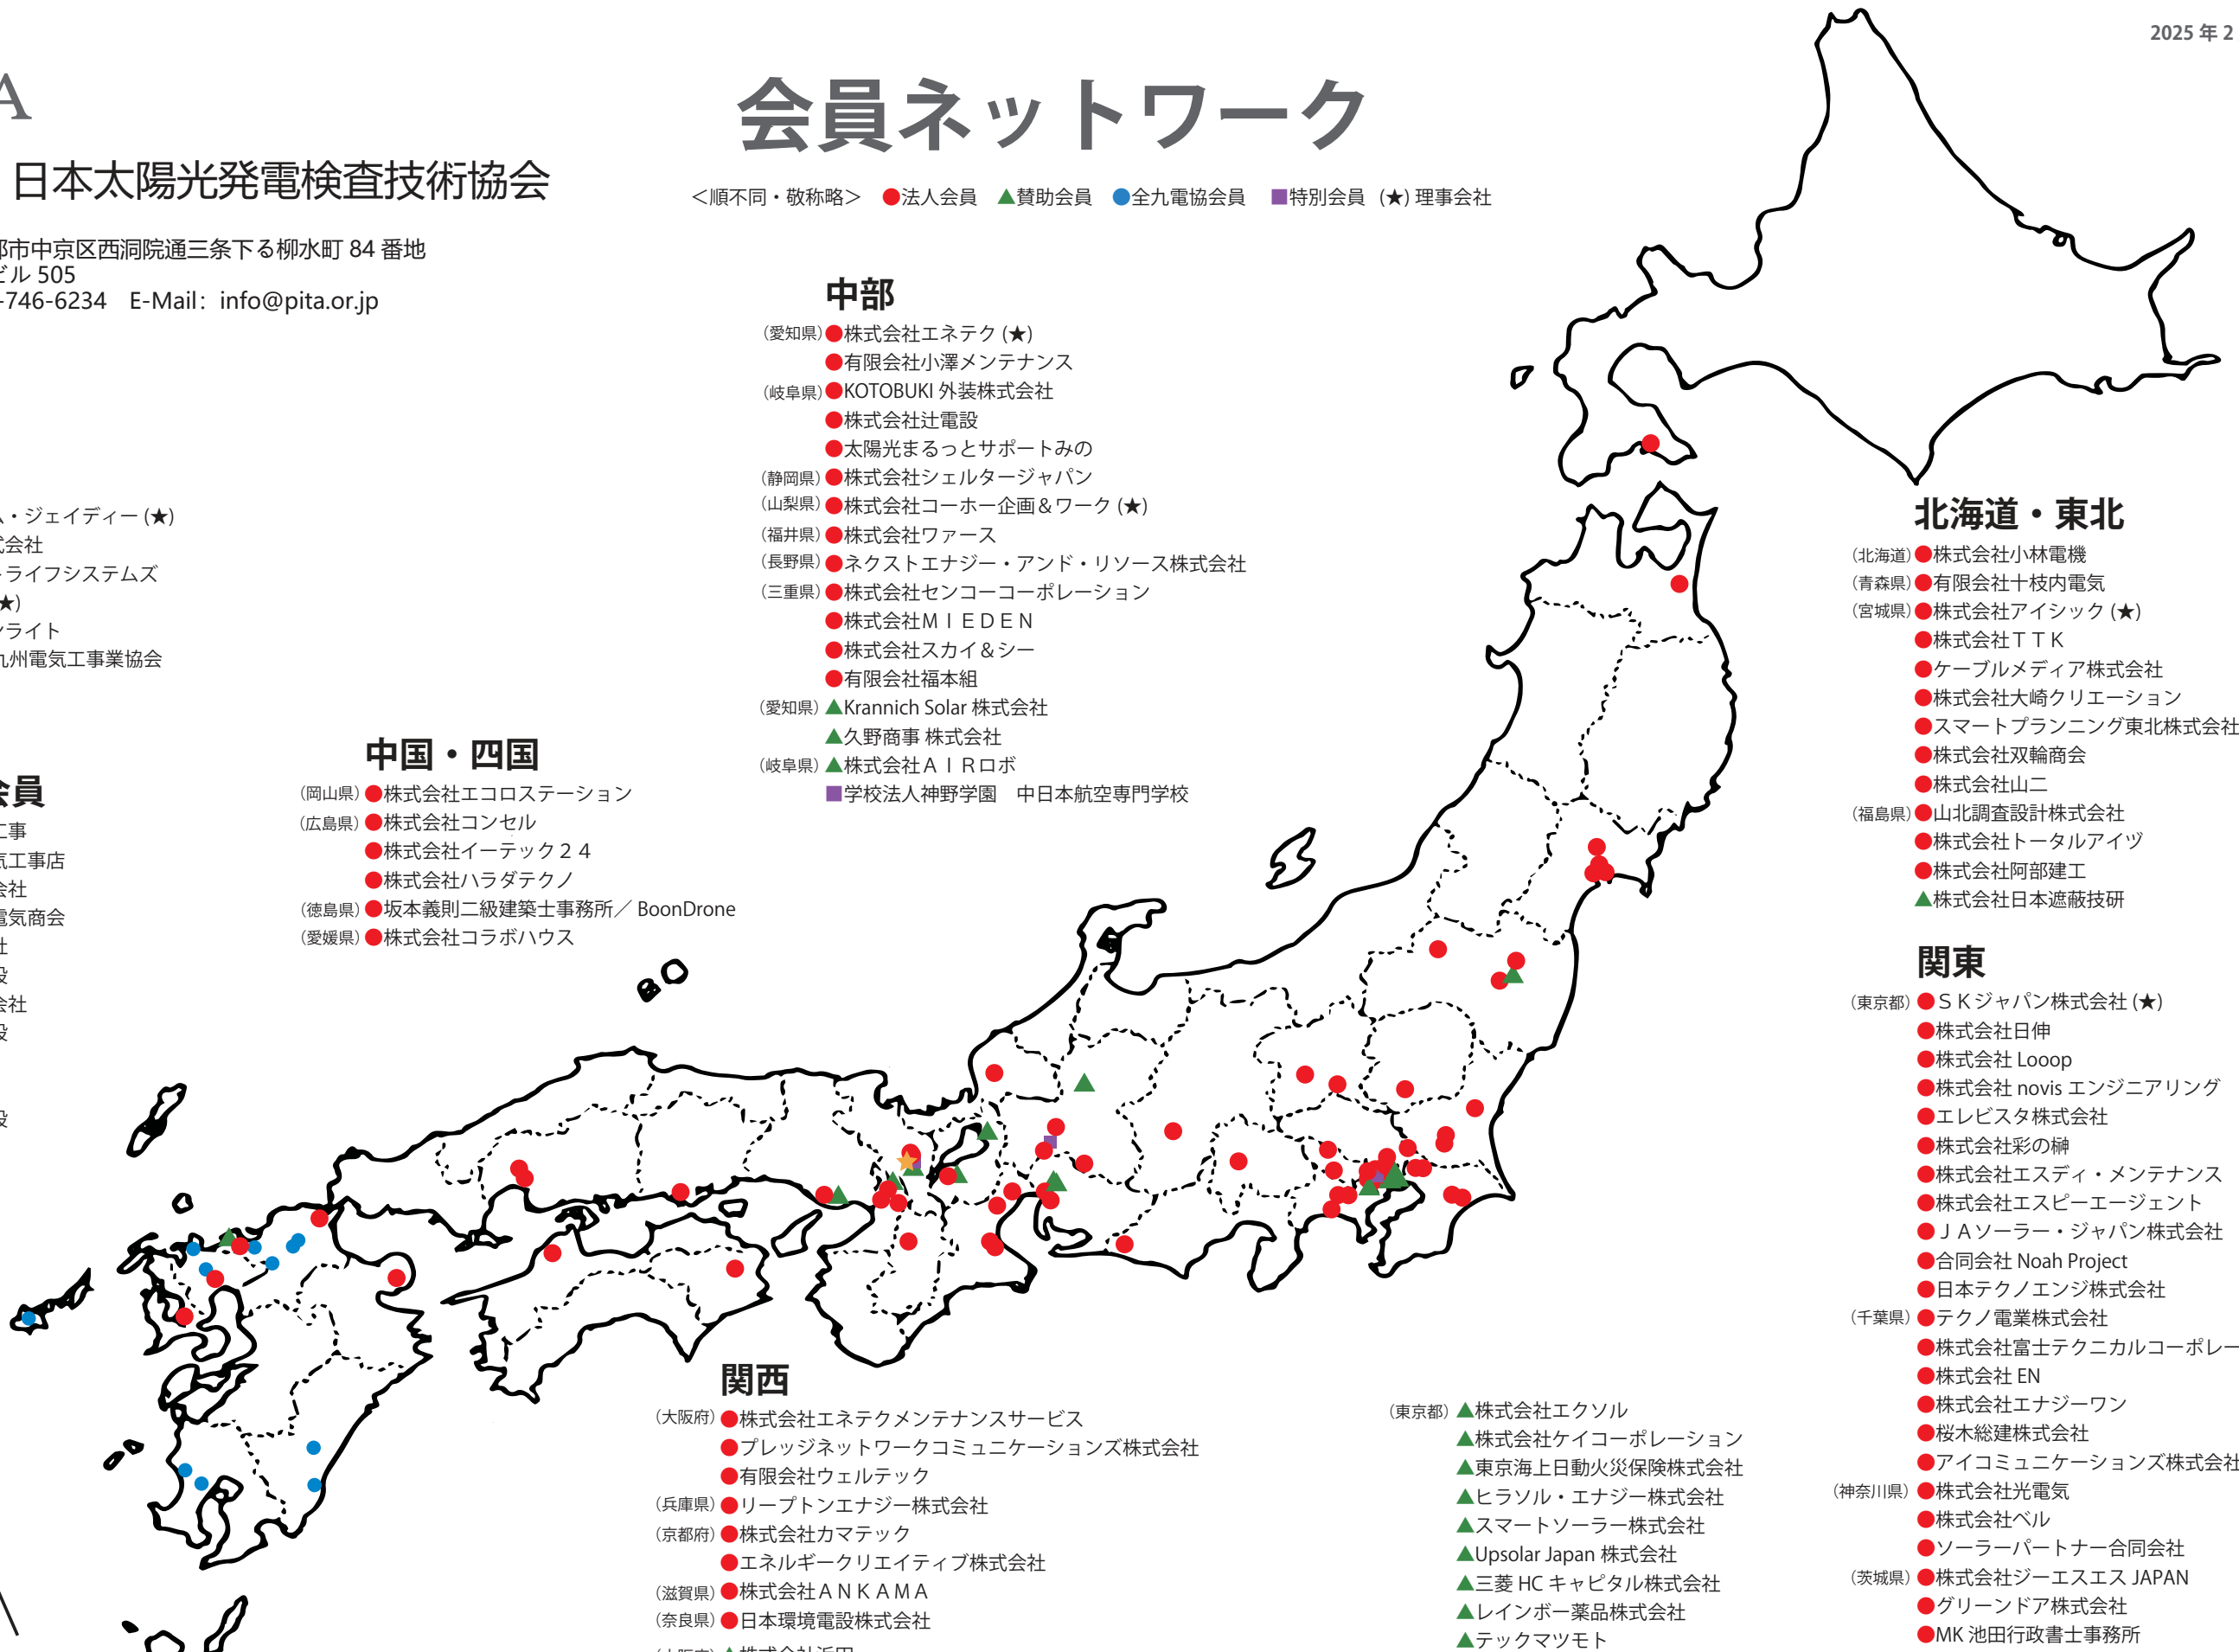 2025 年 2
A
会員ネットワーク
日本太陽光発電検査技術協会
＜順不同・敬称略＞ ●法人会員 ▲賛助会員 ●全九電協会員 ■特別会員 (★) 理事会社
都市中京区西洞院通三条下る柳水町 84 番地
ビル 505
-746-6234 E-Mail：info@pita.or.jp
ム・ジェイディー (★)
式会社
トライフシステムズ
★)
ンライト
九州電気工事業協会
会員
工事
気工事店
会社
電気商会
社
設
会社
設
設
中国・四国
（岡山県）●株式会社エコロステーション
（広島県）●株式会社コンセル
●株式会社イーテック２４
●株式会社ハラダテクノ
（徳島県）●坂本義則二級建築士事務所／ BoonDrone
（愛媛県）●株式会社コラボハウス
中部
（愛知県）●株式会社エネテク (★)
●有限会社小澤メンテナンス
（岐阜県）●KOTOBUKI 外装株式会社
●株式会社辻電設
●太陽光まるっとサポートみの
（静岡県）●株式会社シェルタージャパン
（山梨県）●株式会社コーホー企画＆ワーク (★)
（福井県）●株式会社ワァース
（長野県）●ネクストエナジー・アンド・リソース株式会社
（三重県）●株式会社センコーコーポレーション
●株式会社ＭＩＥＤＥＮ
●株式会社スカイ＆シー
●有限会社福本組
（愛知県）▲Krannich Solar 株式会社
▲久野商事 株式会社
（岐阜県）▲株式会社ＡＩＲロボ
■学校法人神野学園　中日本航空専門学校
北海道・東北
（北海道）●株式会社小林電機
（青森県）●有限会社十枝内電気
（宮城県）●株式会社アイシック (★)
●株式会社ＴＴＫ
●ケーブルメディア株式会社
●株式会社大崎クリエーション
●スマートプランニング東北株式会社
●株式会社双輪商会
●株式会社山二
（福島県）●山北調査設計株式会社
●株式会社トータルアイヅ
●株式会社阿部建工
▲株式会社日本遮蔽技研
関東
（東京都）●ＳＫジャパン株式会社 (★)
●株式会社日伸
●株式会社 Looop
●株式会社 novis エンジニアリング
●エレビスタ株式会社
●株式会社彩の榊
●株式会社エスディ・メンテナンス
●株式会社エスピーエージェント
●ＪＡソーラー・ジャパン株式会社
●合同会社 Noah Project
●日本テクノエンジ株式会社
（千葉県）●テクノ電業株式会社
●株式会社富士テクニカルコーポレー
●株式会社 EN
●株式会社エナジーワン
●桜木総建株式会社
●アイコミュニケーションズ株式会社
（神奈川県）●株式会社光電気
●株式会社ベル
●ソーラーパートナー合同会社
（茨城県）●株式会社ジーエスエス JAPAN
●グリーンドア株式会社
●MK 池田行政書士事務所
関西
（大阪府）●株式会社エネテクメンテナンスサービス
●プレッジネットワークコミュニケーションズ株式会社
●有限会社ウェルテック
（兵庫県）●リープトンエナジー株式会社
（京都府）●株式会社カマテック
●エネルギークリエイティブ株式会社
（滋賀県）●株式会社ＡＮＫＡＭＡ
（奈良県）●日本環境電設株式会社
（大阪府）▲株式会社浜田
（東京都）▲株式会社エクソル
▲株式会社ケイコーポレーション
▲東京海上日動火災保険株式会社
▲ヒラソル・エナジー株式会社
▲スマートソーラー株式会社
▲Upsolar Japan 株式会社
▲三菱 HC キャピタル株式会社
▲レインボー薬品株式会社
▲テックマツモト